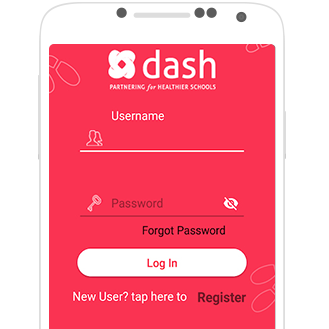 dash
PARTNERING for HEALTHIER SCHOOLS
Username
Password
Forgot Password
Log In
New User? tap here to Register